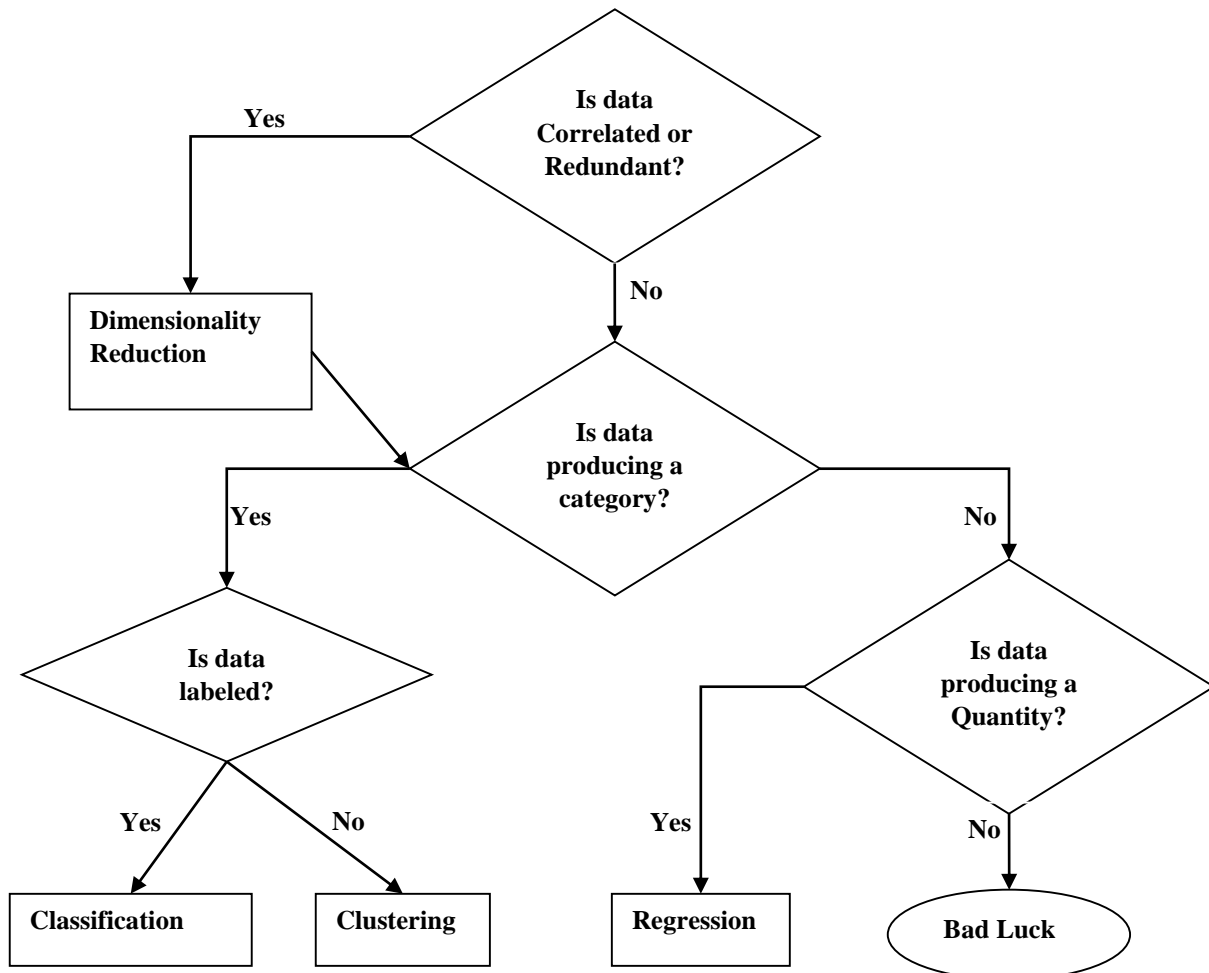 Is data
Correlated or
Redundant?
Yes
No
Dimensionality
Reduction
Is data
producing a
category?
Yes
No
Is data
labeled?
Is data
producing a
Quantity?
Yes
No
Yes
No
Classification
Clustering
Regression
Bad Luck